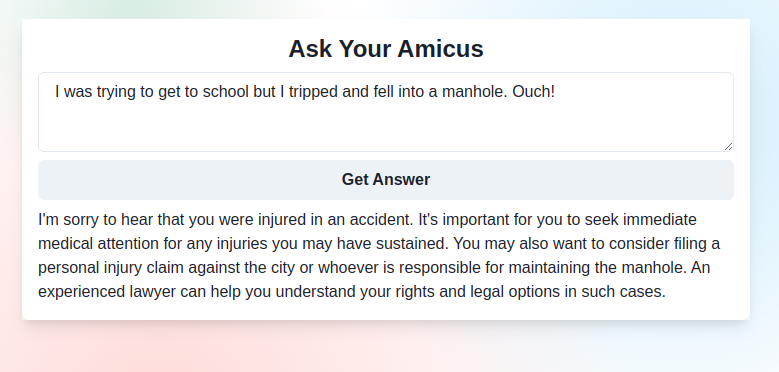 Ask Your Amicus
I was trying to get to school but I tripped and fell into a manhole. Ouch!
Get Answer
I'm sorry to hear that you were injured in an accident. It's important for you to seek immediate
medical attention for any injuries you may have sustained. You may also want to consider filing a
personal injury claim against the city or whoever is responsible for maintaining the manhole. An
experienced lawyer can help you understand your rights and legal options in such cases.